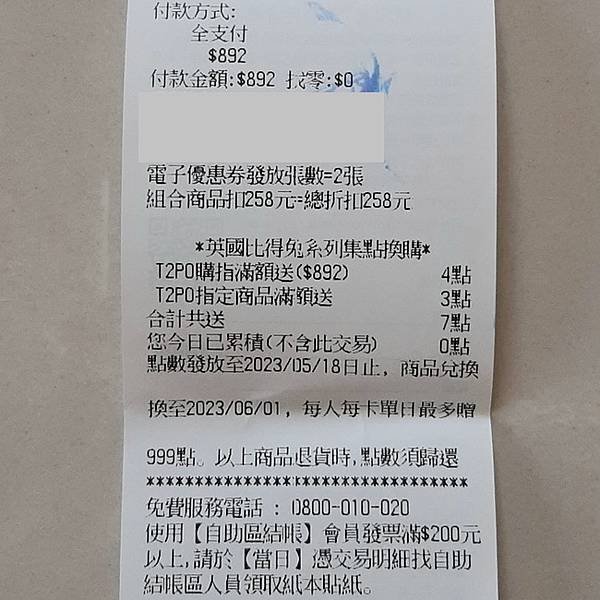 付款方式:
全支付
$892
付款金額:$892 找零:$0
電子優惠券發放張數=2張
組合商品扣258元=總折扣258元
*英國比得兔系列集點換購*
T2PO購指滿額送($892) 4點
T2PO指定商品滿額送 3點
合計共送 7點
您今日已累積(不含此交易) 0點
點數發放至2023/05/18日止, 商品兌換
換至2023/06/01, 每人每卡單日最多贈
999點。以上商品退貨時,點數須歸還
**********************************
免費服務電話 : 0800-010-020
使用【自助區結帳】會員發票滿$200元
以上,請於【當日】憑交易明細找自助
結帳區人員領取紙本貼紙。